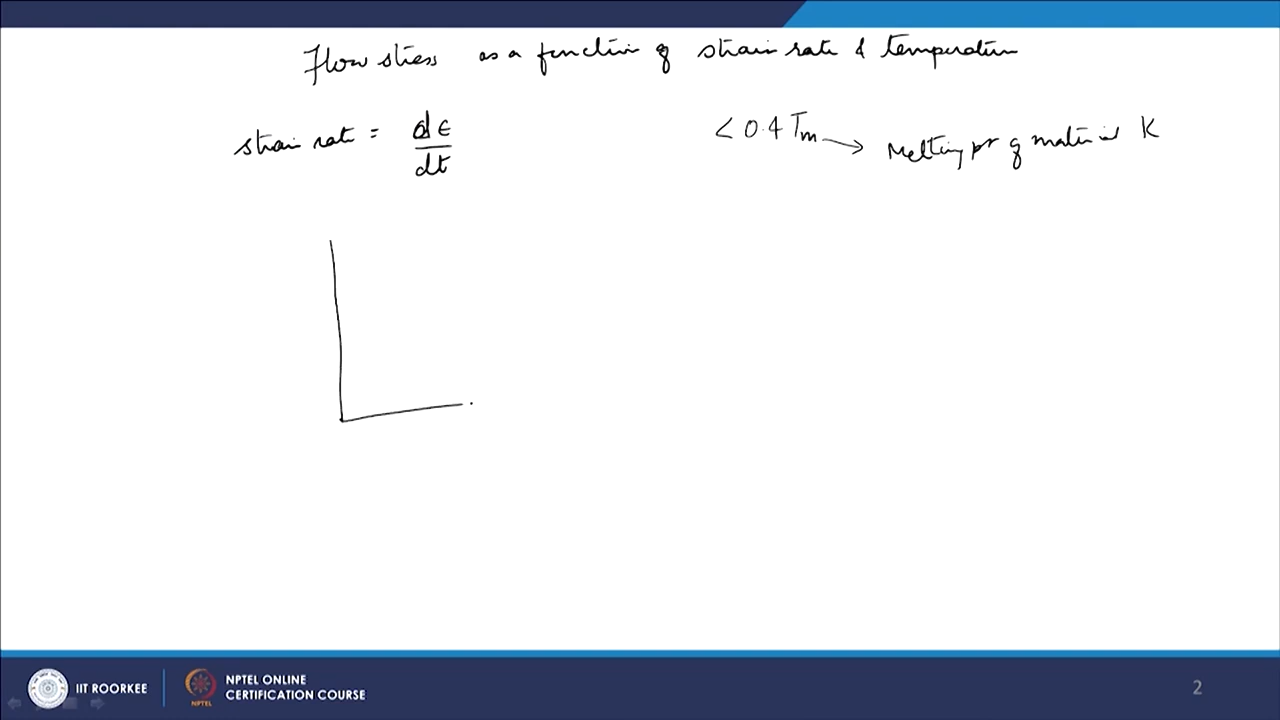 Flow stress as a function of strain rate & temperature
strain rate = dε/dt
< 0.4 Tm → Melting pt of material K
IIT ROORKEE
NPTEL ONLINE
CERTIFICATION COURSE
NPTEL
2